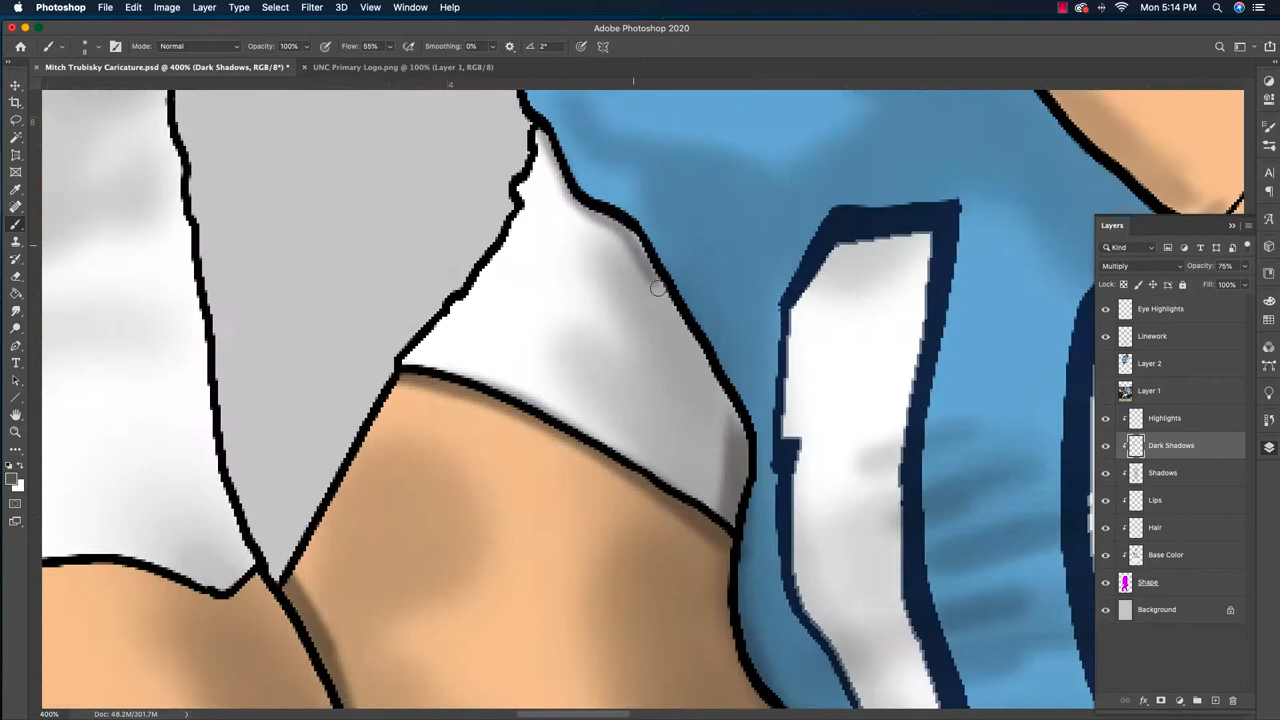 Photoshop File Edit Image Layer Type Select Filter 3D View Window Help Mon 5:14 PM
Adobe Photoshop 2020
8 Mode: Normal Opacity: 100% Flow: 55% Smoothing: 0% 2°
Mitch Trubisky Caricature.psd @ 400% (Dark Shadows, RGB/8*) * UNC Primary Logo.png @ 100% (Layer 1, RGB/8)
4
8
Layers
Kind
Multiply Opacity: 75%
Lock: Fill: 100%
Eye Highlights
Linework
Layer 2
Layer 1
Highlights
Dark Shadows
Shadows
Lips
Hair
Base Color
Shape
Background
400% Doc: 48.2M/301.7M